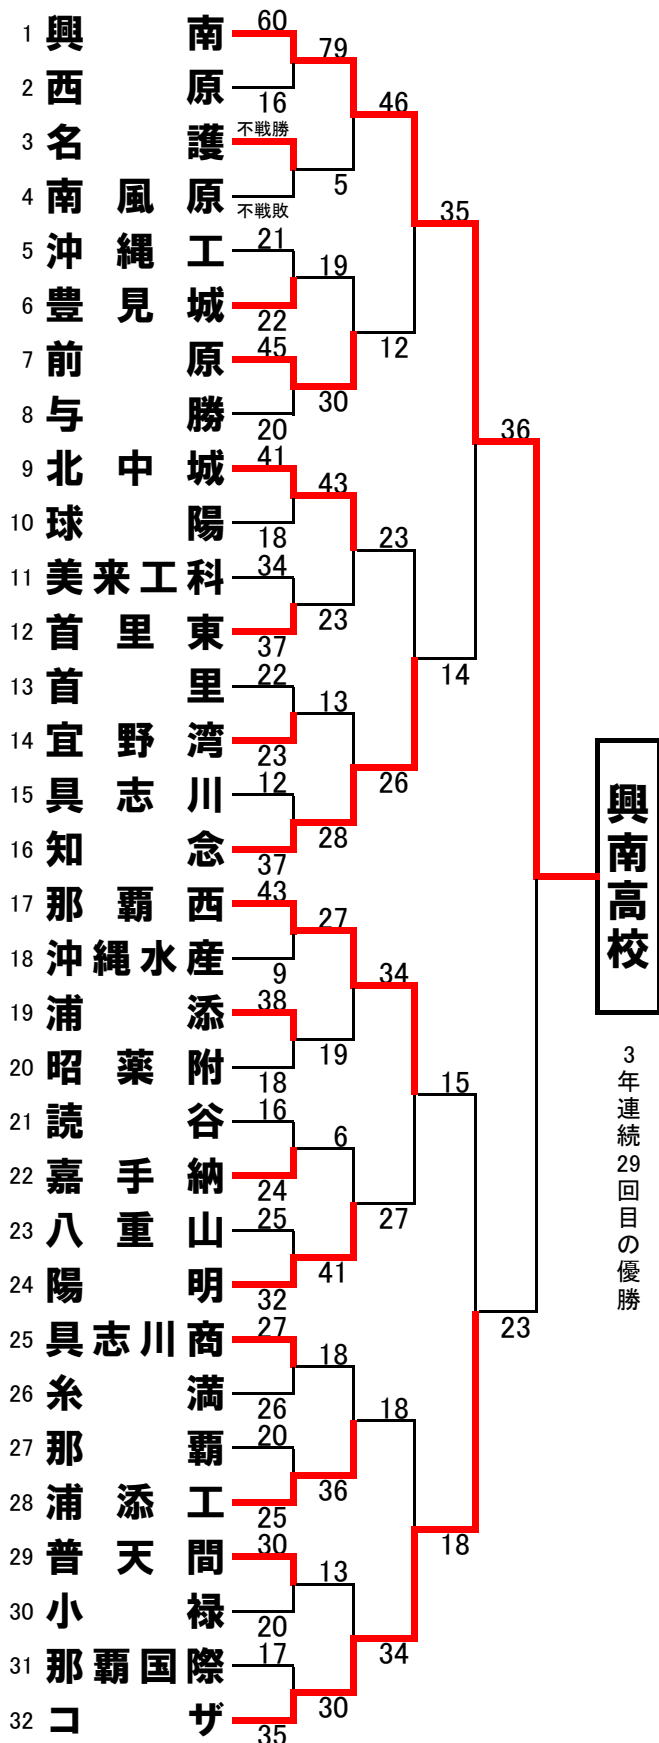 1 興南 60
79
2 西原 16
46
3 名護 不戦勝
5
4 南風原 不戦敗
35
5 沖縄工 21
19
6 豊見城 22
12
7 前原 45
30
8 与勝 20
36
9 北中城 41
43
10 球陽 18
23
11 美来工科 34
23
12 首里東 37
14
13 首里 22
13
14 宜野湾 23
26
15 具志川 12
28
16 知念 37
興南高校
17 那覇西 43
27
18 沖縄水産 9
34
19 浦添 38
19
20 昭薬附 18
15
21 読谷 16
6
22 嘉手納 24
27
23 八重山 25
41
24 陽明 32
23
25 具志川商 27
18
26 糸満 26
18
27 那覇 20
36
28 浦添工 25
18
29 普天間 30
13
30 小禄 20
34
31 那覇国際 17
30
32 コザ 35
3年連続29回目の優勝